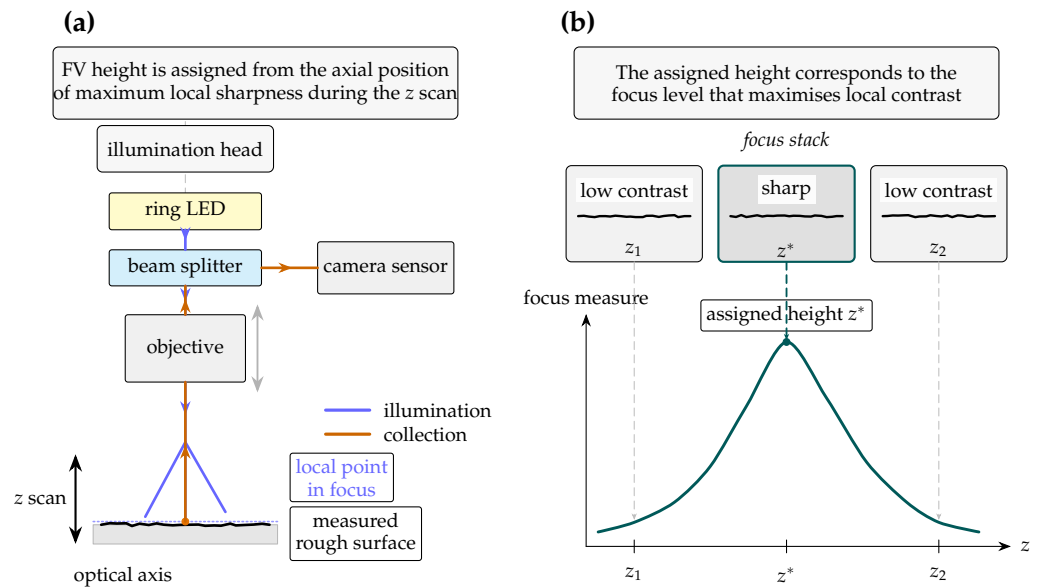 (a)
FV height is assigned from the axial position
of maximum local sharpness during the z scan
illumination head
ring LED
beam splitter
camera sensor
objective
illumination
collection
local point
in focus
z scan
measured
rough surface
optical axis
(b)
The assigned height corresponds to the
focus level that maximises local contrast
focus stack
low contrast
sharp
low contrast
z₁
z*
z₂
focus measure
assigned height z*
z
z₁
z*
z₂